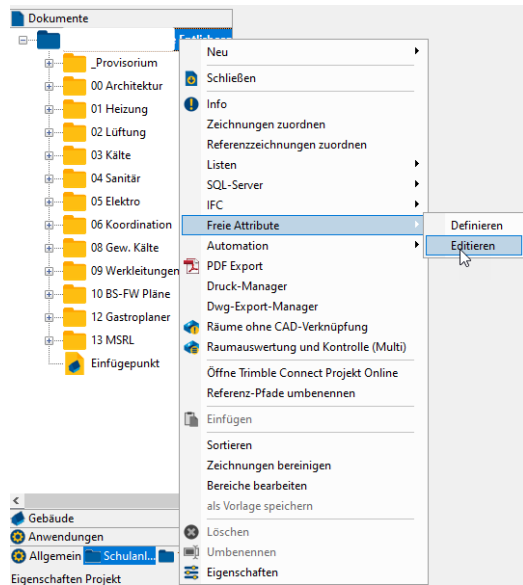 Dokumente
_Provisorium
00 Architektur
01 Heizung
02 Lüftung
03 Kälte
04 Sanitär
05 Elektro
06 Koordination
08 Gew. Kälte
09 Werkleitungen
10 BS-FW Pläne
12 Gastroplaner
13 MSRL
Einfügepunkt
Neu
Schließen
Info
Zeichnungen zuordnen
Referenzzeichnungen zuordnen
Listen
SQL-Server
IFC
Freie Attribute
Automation
PDF Export
Druck-Manager
Dwg-Export-Manager
Räume ohne CAD-Verknüpfung
Raumauswertung und Kontrolle (Multi)
Öffne Trimble Connect Projekt Online
Referenz-Pfade umbenennen
Einfügen
Sortieren
Zeichnungen bereinigen
Bereiche bearbeiten
als Vorlage speichern
Löschen
Umbenennen
Eigenschaften
Definieren
Editieren
Gebäude
Anwendungen
Allgemein Schulanl...
Eigenschaften Projekt